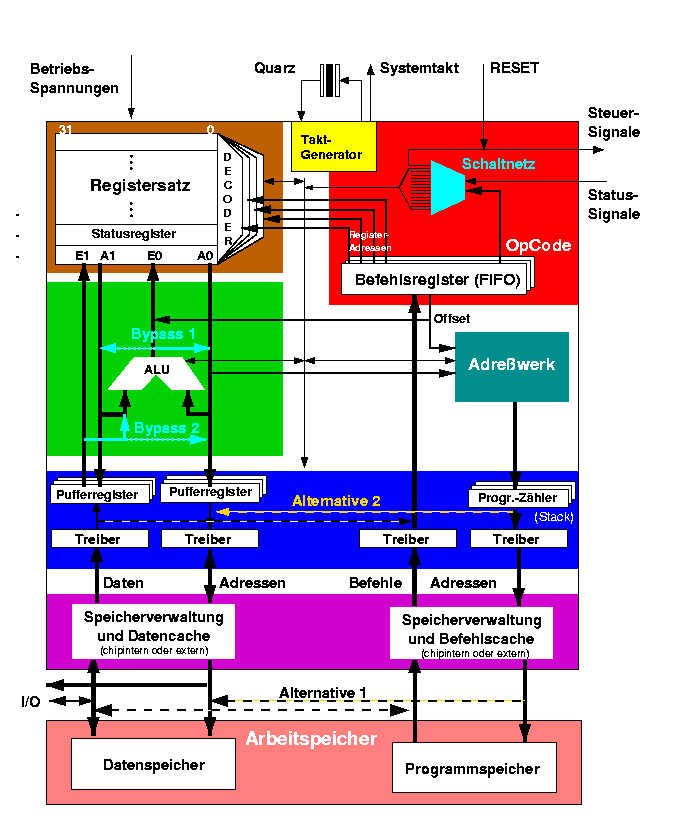 Betriebs-
Spannungen
Quarz
Systemtakt
RESET
Steuer-
Signale
31
0
Takt-
Generator
Schaltnetz
Registersatz
DECODER
Status-
Signale
Statusregister
Register-
Adressen
OpCode
E1 A1 E0 A0
Befehlsregister (FIFO)
Offset
Bypass 1
ALU
Adreßwerk
Bypass 2
Pufferregister
Pufferregister
Progr.-Zähler
Alternative 2
(Stack)
Treiber
Treiber
Treiber
Treiber
Daten
Adressen
Befehle
Adressen
Speicherverwaltung
und Datencache
(chipintern oder extern)
Speicherverwaltung
und Befehlscache
(chipintern oder extern)
I/O
Alternative 1
Arbeitspeicher
Datenspeicher
Programmspeicher